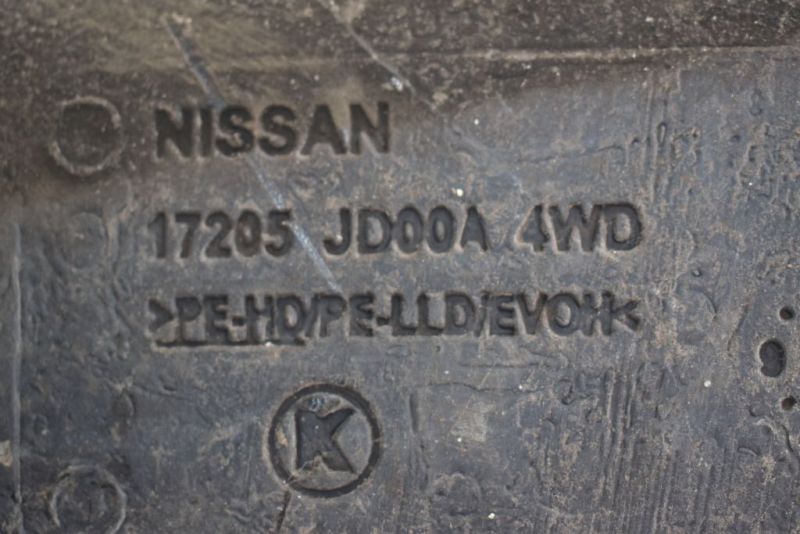 NISSAN
17205 JD00A 4WD
>PE-HD/PE-LLD/EVOH<
K